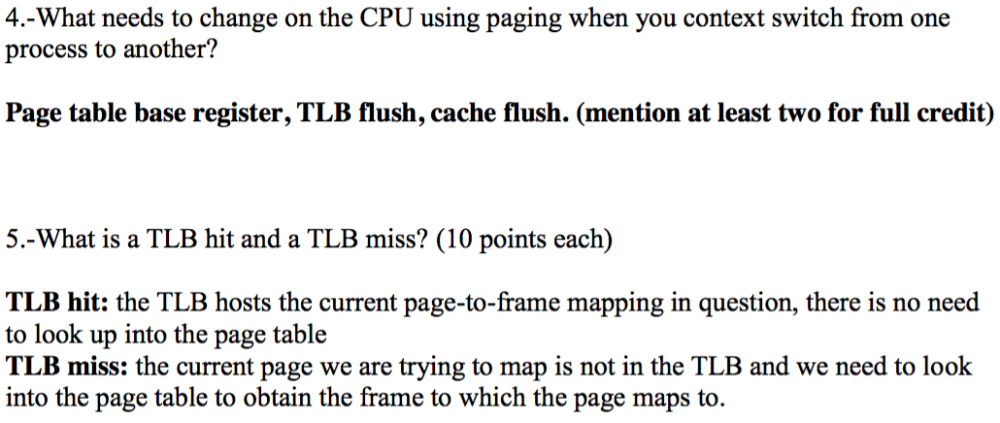 4.-What needs to change on the CPU using paging when you context switch from one
process to another?
Page table base register, TLB flush, cache flush. (mention at least two for full credit)
5.-What is a TLB hit and a TLB miss? (10 points each)
TLB hit: the TLB hosts the current page-to-frame mapping in question, there is no need
to look up into the page table
TLB miss: the current page we are trying to map is not in the TLB and we need to look
into the page table to obtain the frame to which the page maps to.